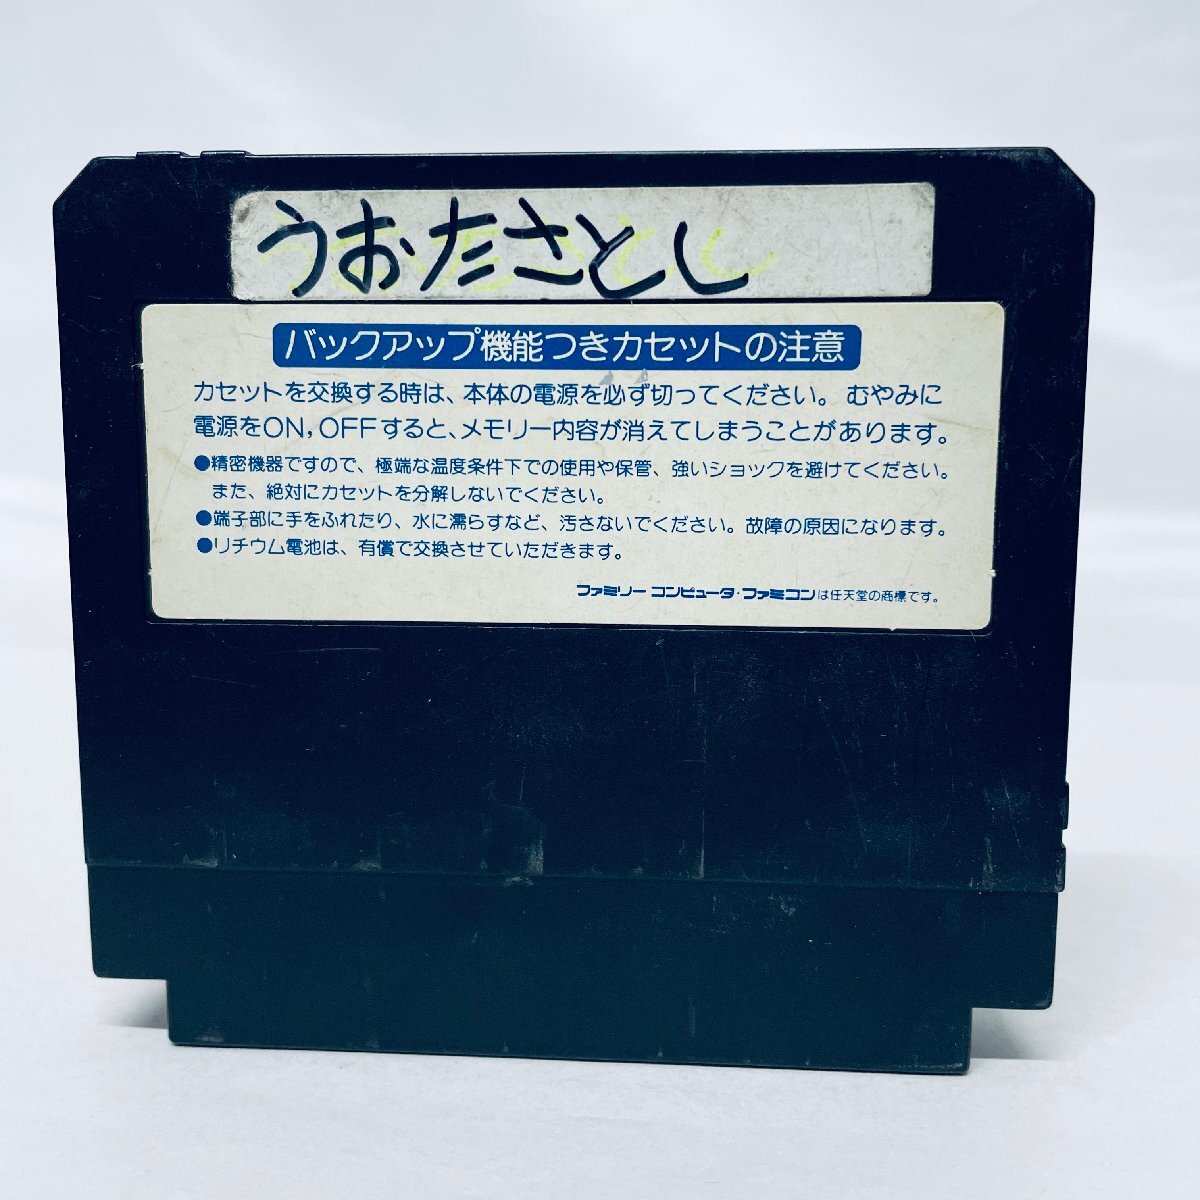 うおたさとし
バックアップ機能つきカセットの注意
カセットを交換する時は、本体の電源を必ず切ってください。むやみに
電源をON,OFFすると、メモリー内容が消えてしまうことがあります。
●精密機器ですので、極端な温度条件下での使用や保管、強いショックを避けてください。
また、絶対にカセットを分解しないでください。
●端子部に手をふれたり、水に濡らすなど、汚さないでください。故障の原因になります。
●リチウム電池は、有償で交換させていただきます。
ファミリー コンピュータ・ファミコンは任天堂の商標です。